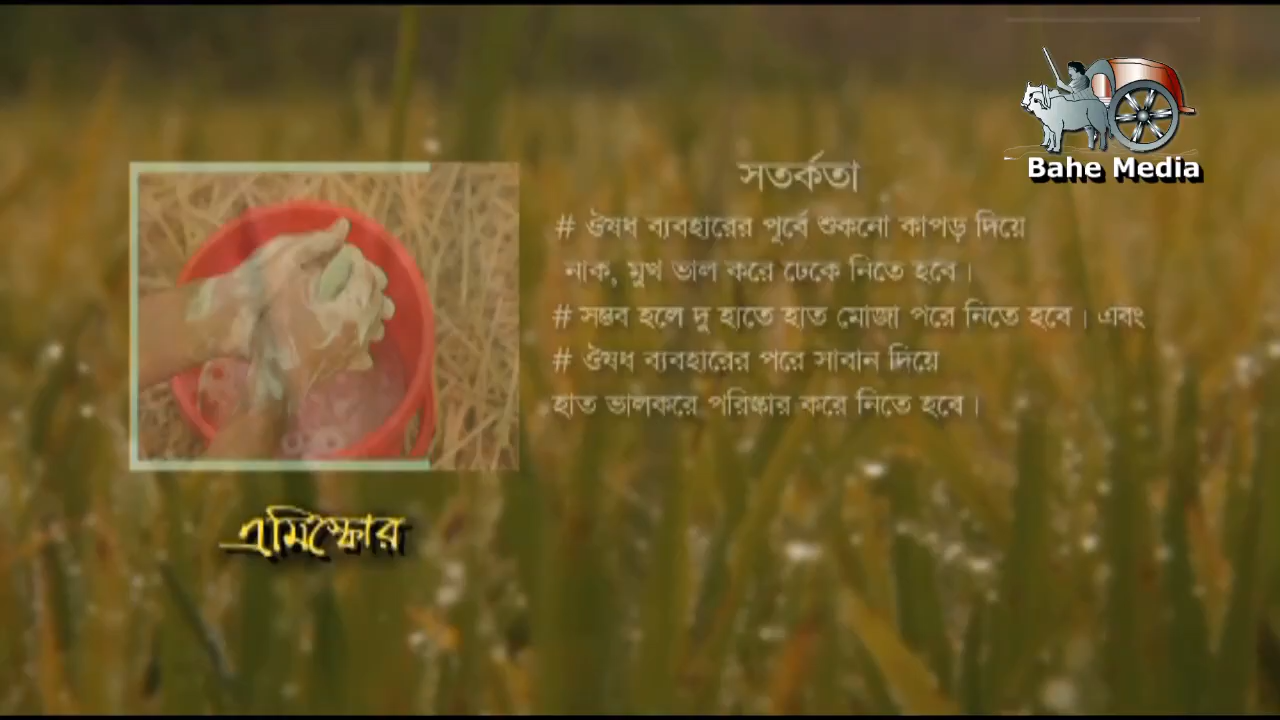 Bahe Media
সতর্কতা
# ঔষধ ব্যবহারের পূর্বে শুকনো কাপড় দিয়ে
নাক, মুখ ভাল করে ঢেকে নিতে হবে।
# সম্ভব হলে দু হাতে হাত মোজা পরে নিতে হবে। এবং
# ঔষধ ব্যবহারের পরে সাবান দিয়ে
হাত ভালকরে পরিষ্কার করে নিতে হবে।
এমিস্কোর